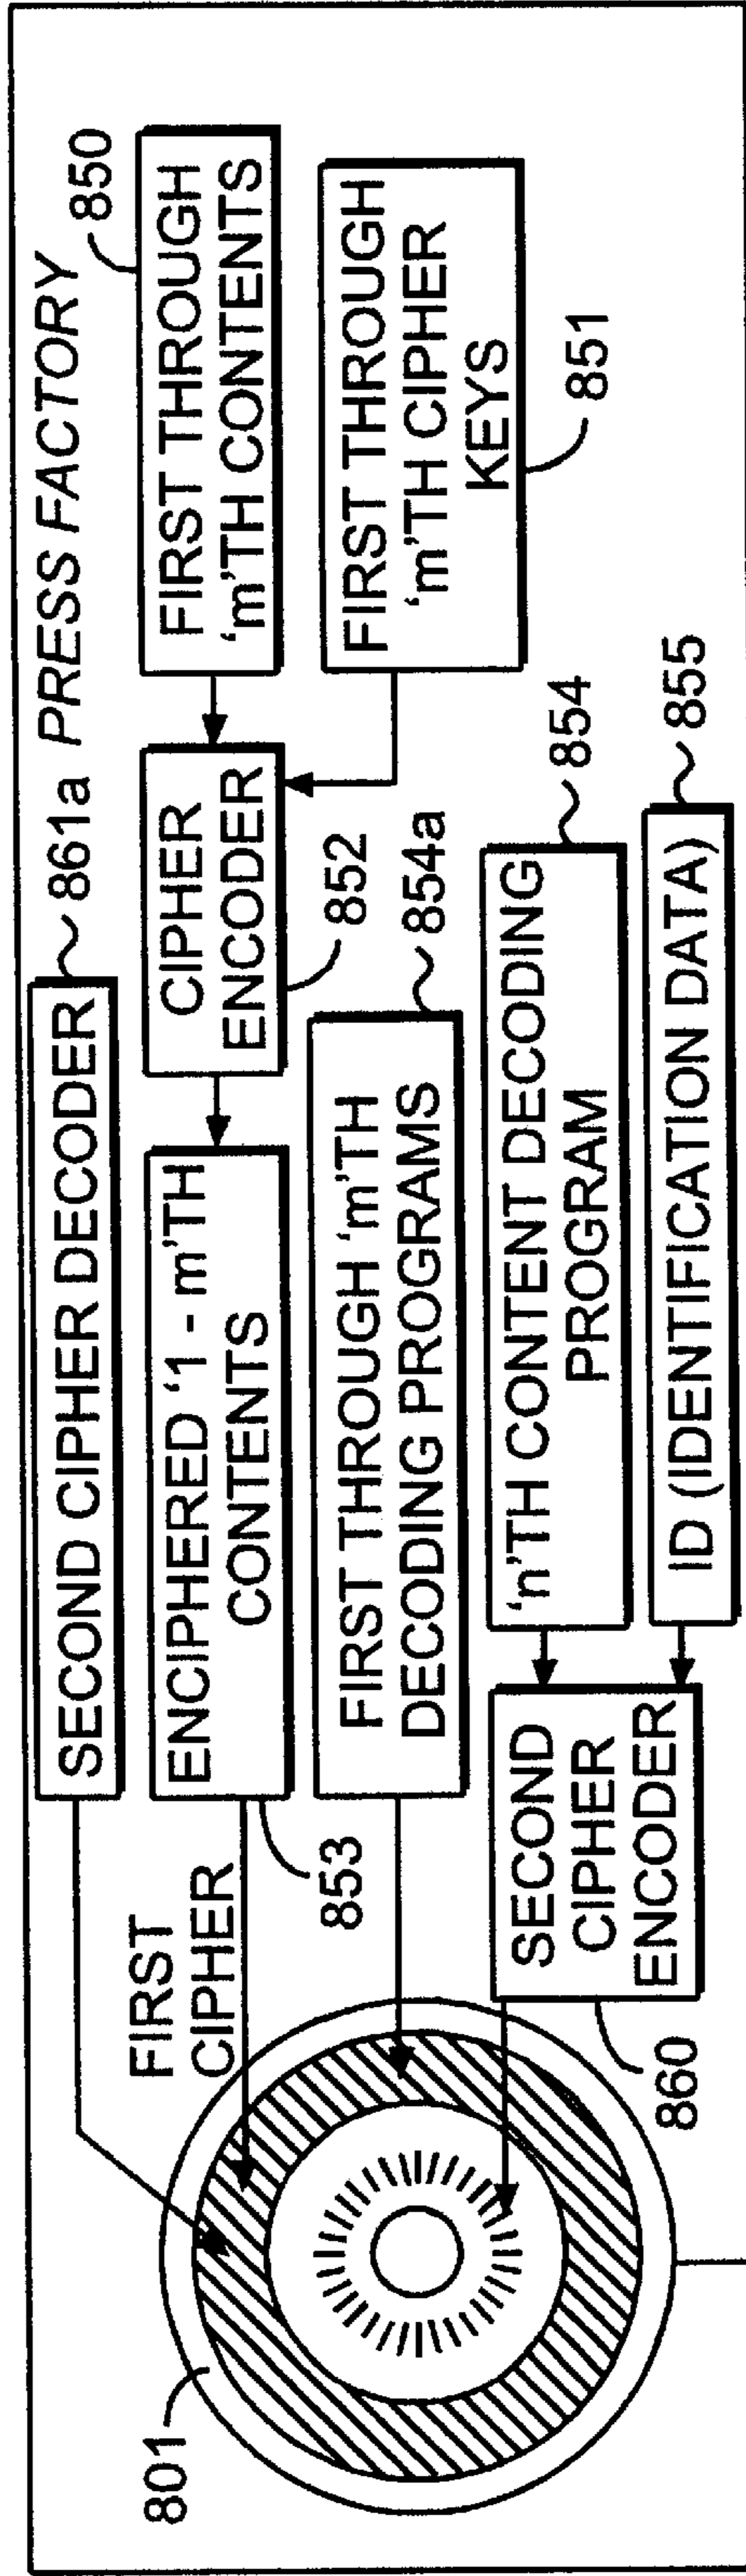 PRESS FACTORY
SECOND CIPHER DECODER
861a
FIRST THROUGH
'm'TH CONTENTS
850
FIRST THROUGH
'm'TH CIPHER
KEYS
851
CIPHER
ENCODER
852
ENCIPHERED '1 - m'TH
CONTENTS
853
FIRST
CIPHER
FIRST THROUGH 'm'TH
DECODING PROGRAMS
854a
'n'TH CONTENT DECODING
PROGRAM
854
ID (IDENTIFICATION DATA)
855
SECOND
CIPHER
ENCODER
860
801